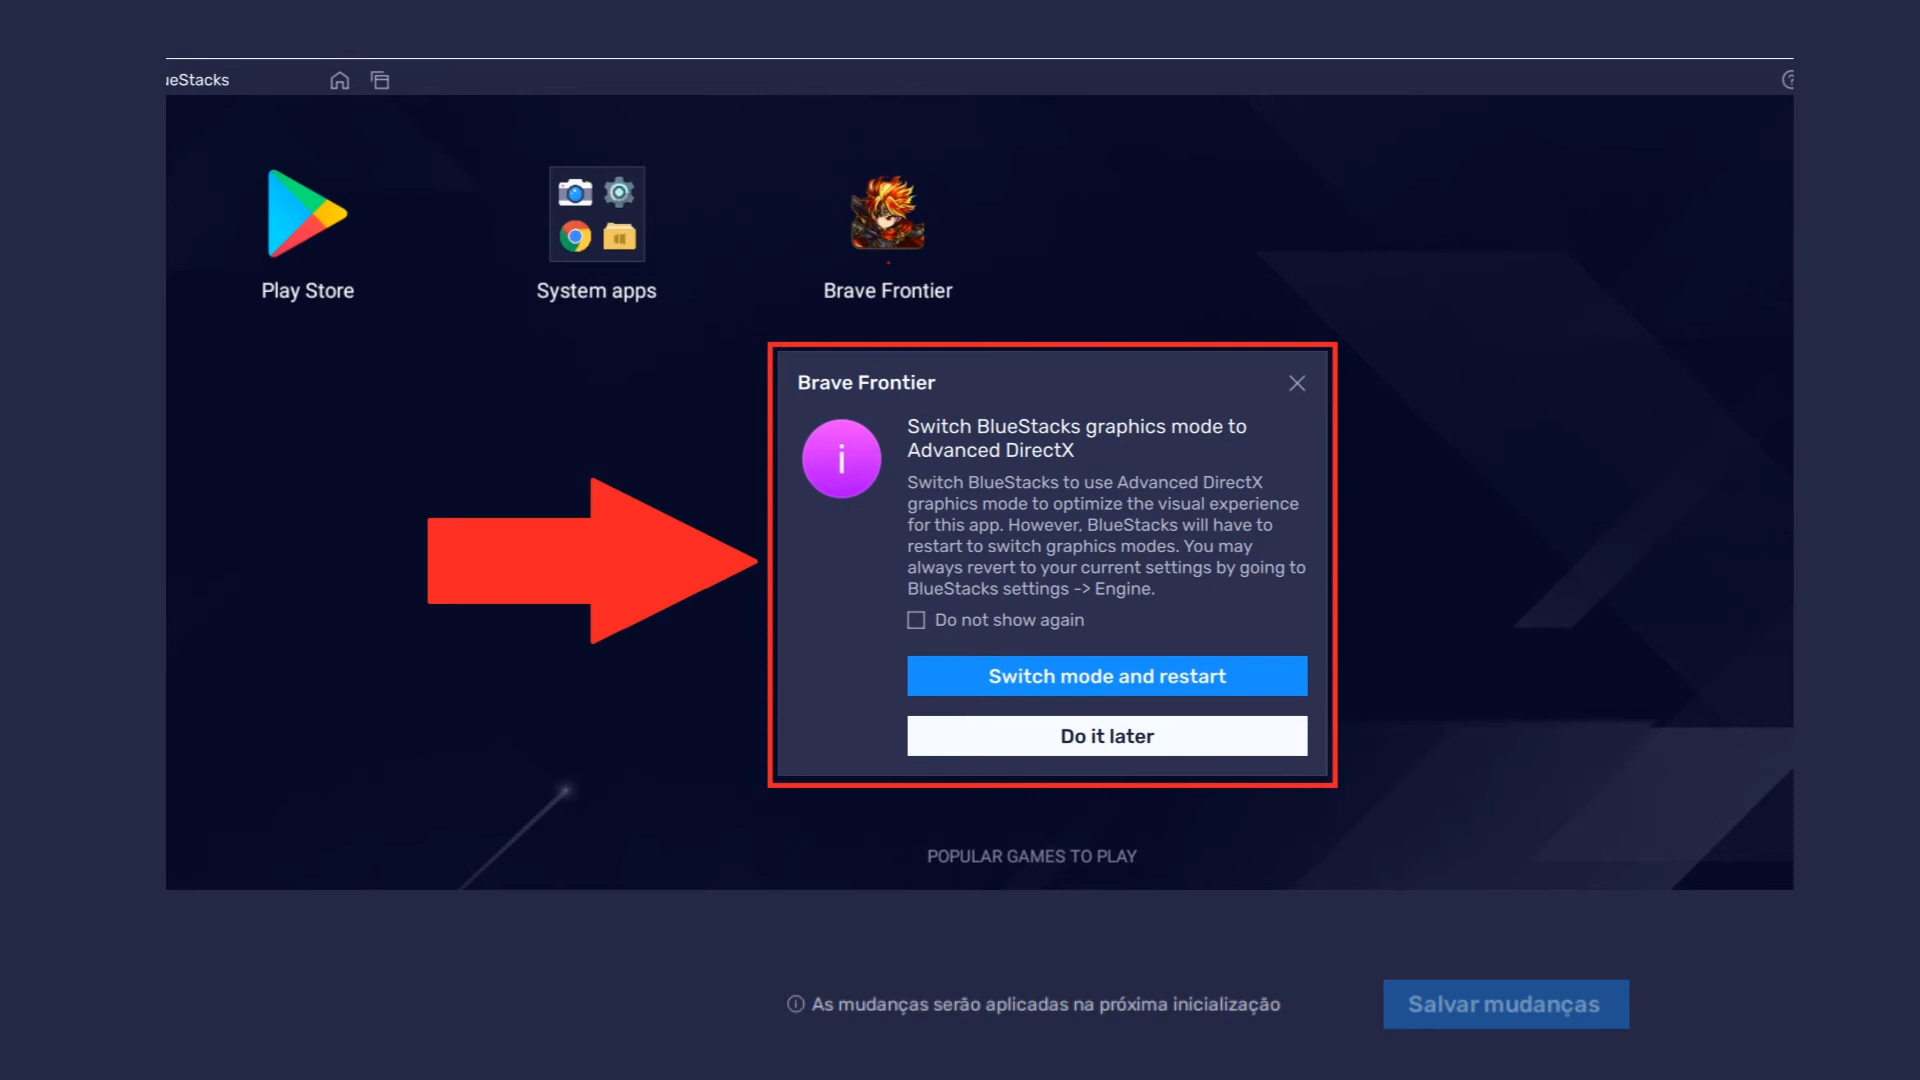 ueStacks
Play Store
System apps
Brave Frontier
Brave Frontier
i
Switch BlueStacks graphics mode to
Advanced DirectX
Switch BlueStacks to use Advanced DirectX
graphics mode to optimize the visual experience
for this app. However, BlueStacks will have to
restart to switch graphics modes. You may
always revert to your current settings by going to
BlueStacks settings -> Engine.
Do not show again
Switch mode and restart
Do it later
POPULAR GAMES TO PLAY
As mudanças serão aplicadas na próxima inicialização
Salvar mudanças